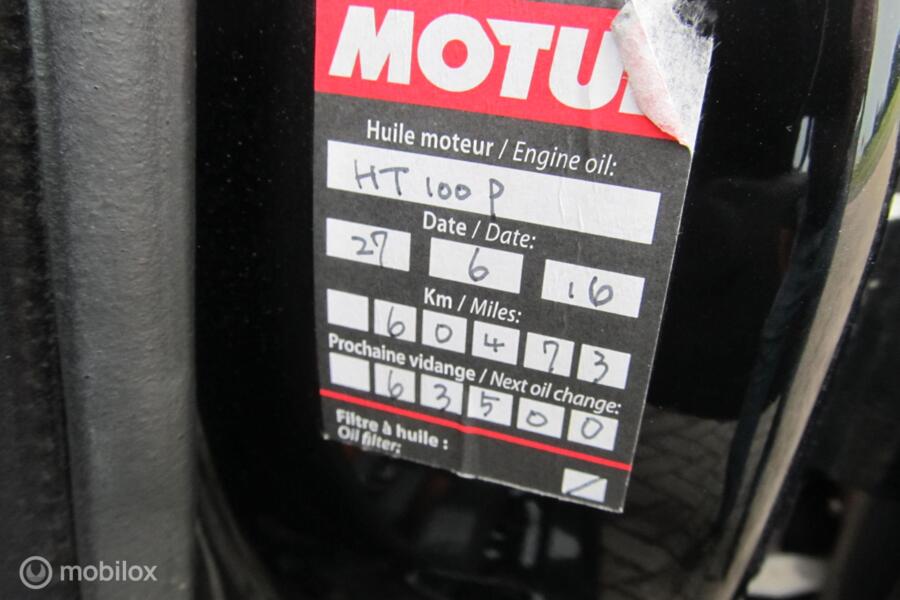 MOTUL
Huile moteur / Engine oil:
HT 100 P
Date / Date:
27 6 16
Km / Miles:
6 0 4 7 3
Prochaine vidange / Next oil change:
6 3 5 0 0
Filtre à huile :
Oil filter:
mobilox